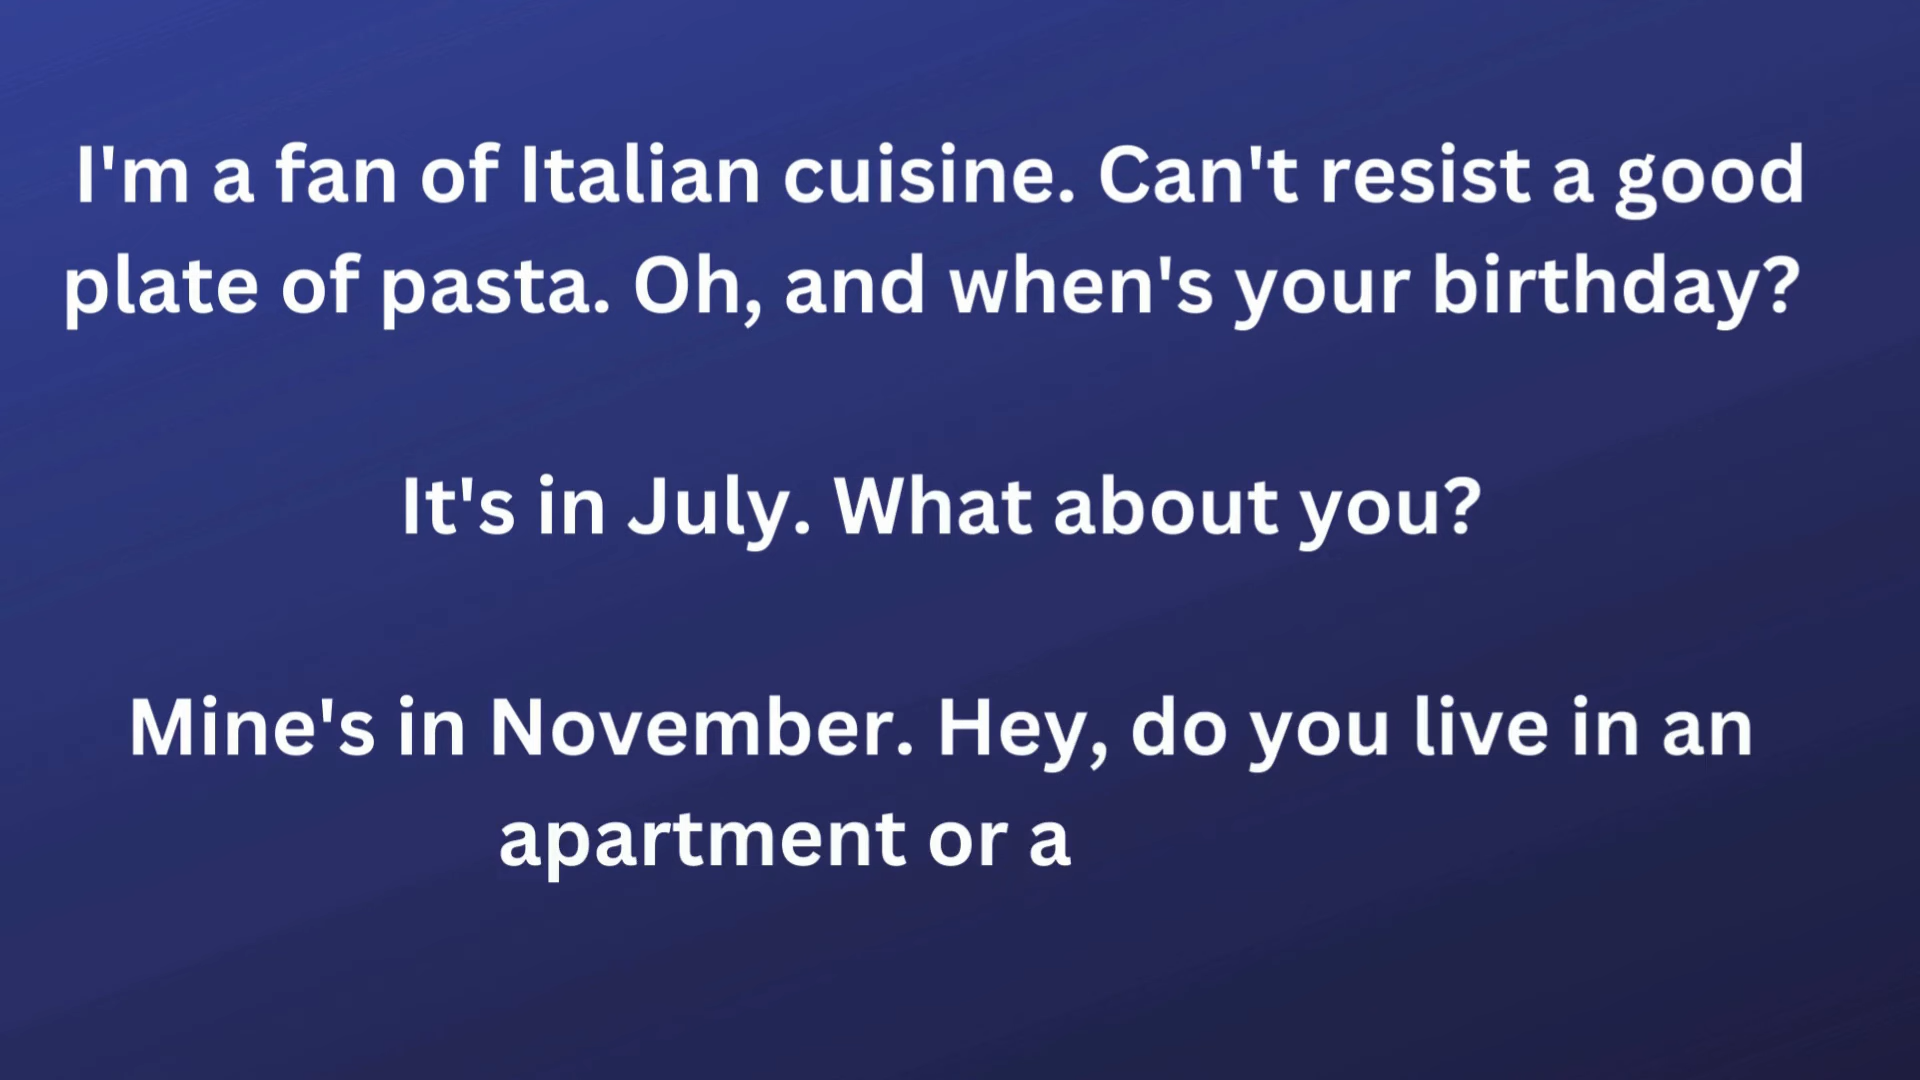 I'm a fan of Italian cuisine. Can't resist a good
plate of pasta. Oh, and when's your birthday?
It's in July. What about you?
Mine's in November. Hey, do you live in an
apartment or a